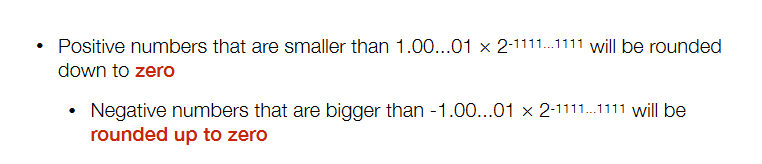 • Positive numbers that are smaller than 1.00...01 × 2-1111...1111 will be rounded
down to zero
• Negative numbers that are bigger than -1.00...01 × 2-1111...1111 will be
rounded up to zero